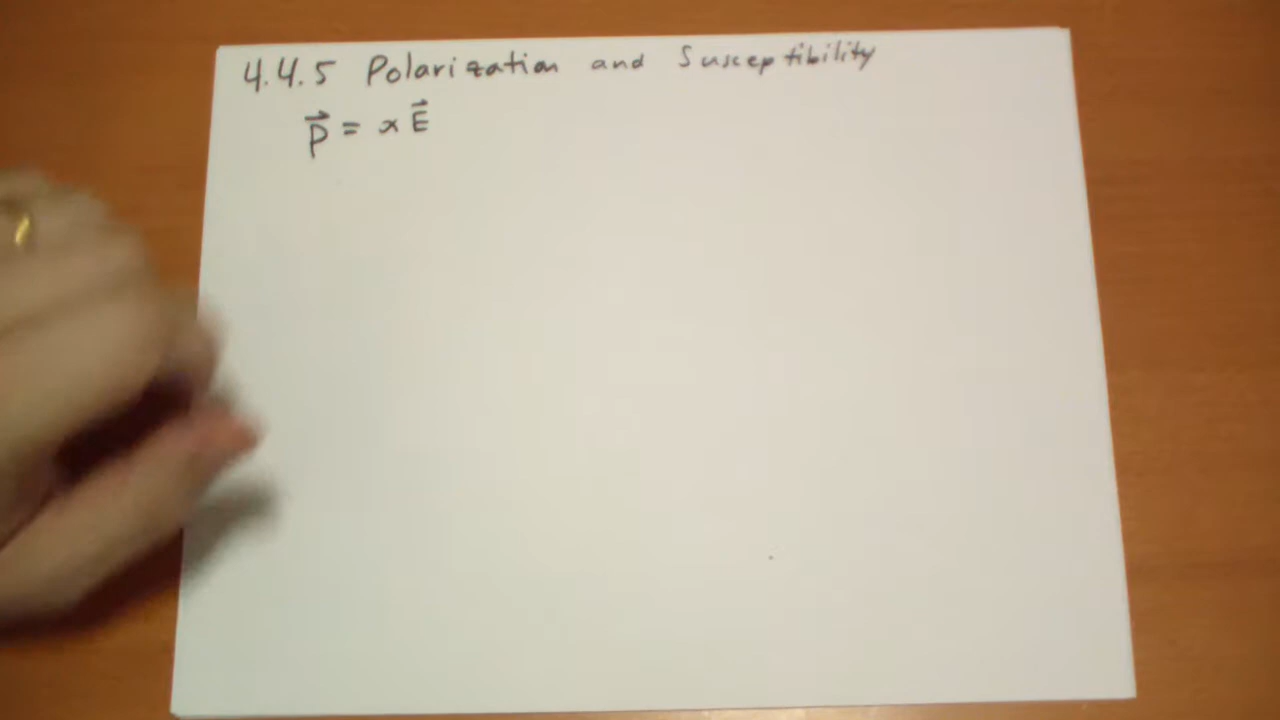 4.4.5 Polarization and Susceptibility
p⃗ = α E⃗